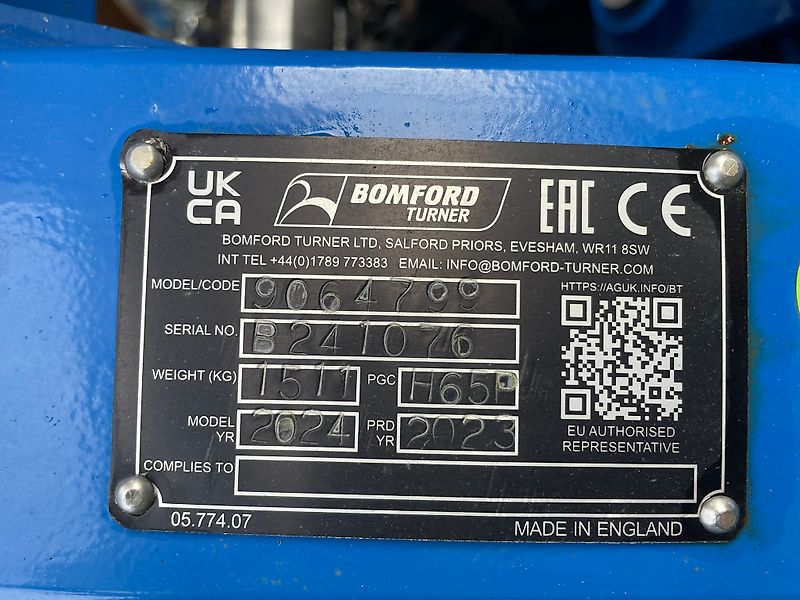 UK
CA
BOMFORD
TURNER
EAC CE
BOMFORD TURNER LTD, SALFORD PRIORS, EVESHAM, WR11 8SW
INT TEL +44(0)1789 773383 EMAIL: INFO@BOMFORD-TURNER.COM
MODEL/CODE 9064799
HTTPS://AGUK.INFO/BT
SERIAL NO. B241076
WEIGHT (KG) 1511 PGC H65P
MODEL YR 2024 PRD YR 2023
EU AUTHORISED
REPRESENTATIVE
COMPLIES TO
05.774.07
MADE IN ENGLAND